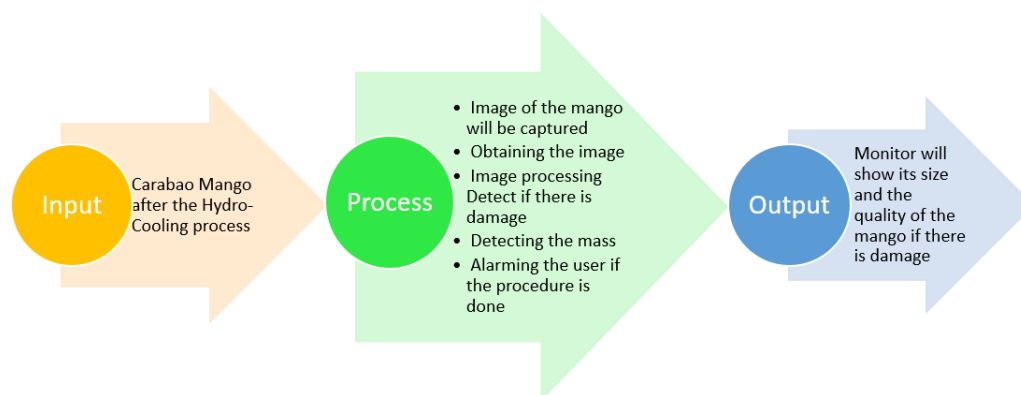 Input
Carabao Mango
after the Hydro-
Cooling process
Process
• Image of the mango
will be captured
• Obtaining the image
• Image processing
Detect if there is
damage
• Detecting the mass
• Alarming the user if
the procedure is
done
Output
Monitor will
show its size
and the
quality of the
mango if there
is damage